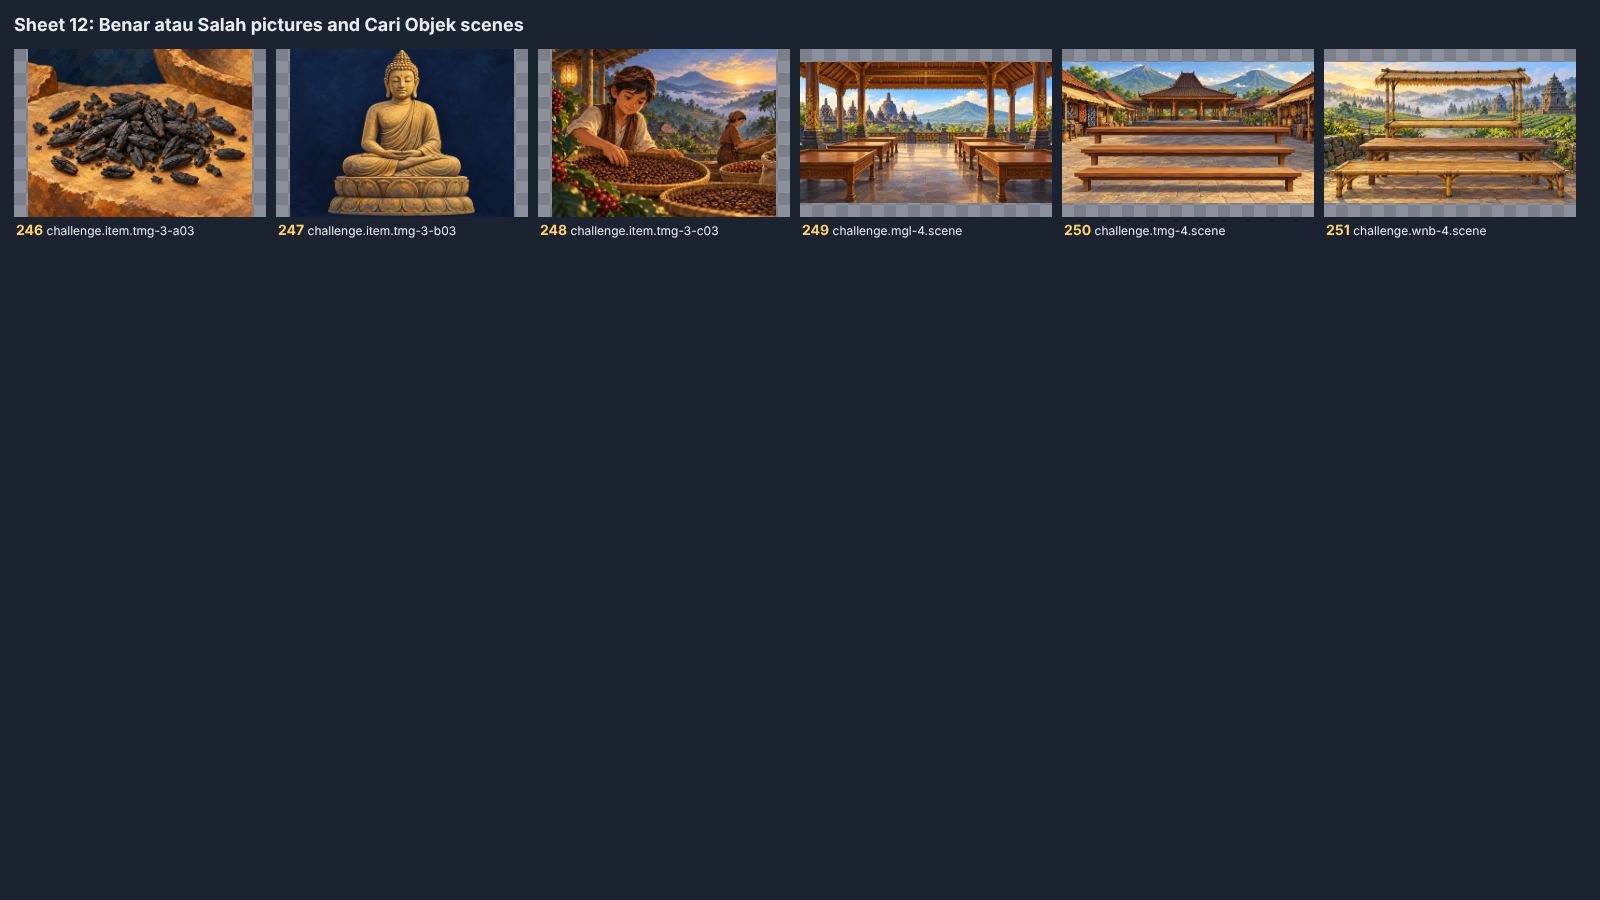 Sheet 12: Benar atau Salah pictures and Cari Objek scenes
246 challenge.item.tmg-3-a03
247 challenge.item.tmg-3-b03
248 challenge.item.tmg-3-c03
249 challenge.mgl-4.scene
250 challenge.tmg-4.scene
251 challenge.wnb-4.scene